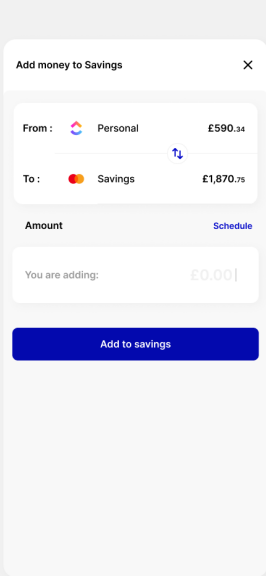 Add money to Savings
From : Personal £590.34
To : Savings £1,870.75
Amount Schedule
You are adding: £0.00
Add to savings